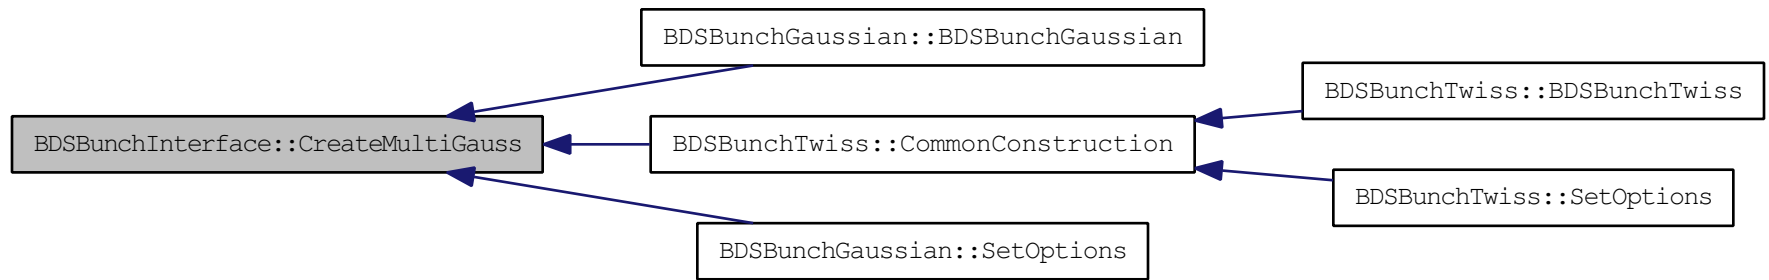 BDSBunchGaussian::BDSBunchGaussian
BDSBunchTwiss::BDSBunchTwiss
BDSBunchInterface::CreateMultiGauss
BDSBunchTwiss::CommonConstruction
BDSBunchTwiss::SetOptions
BDSBunchGaussian::SetOptions